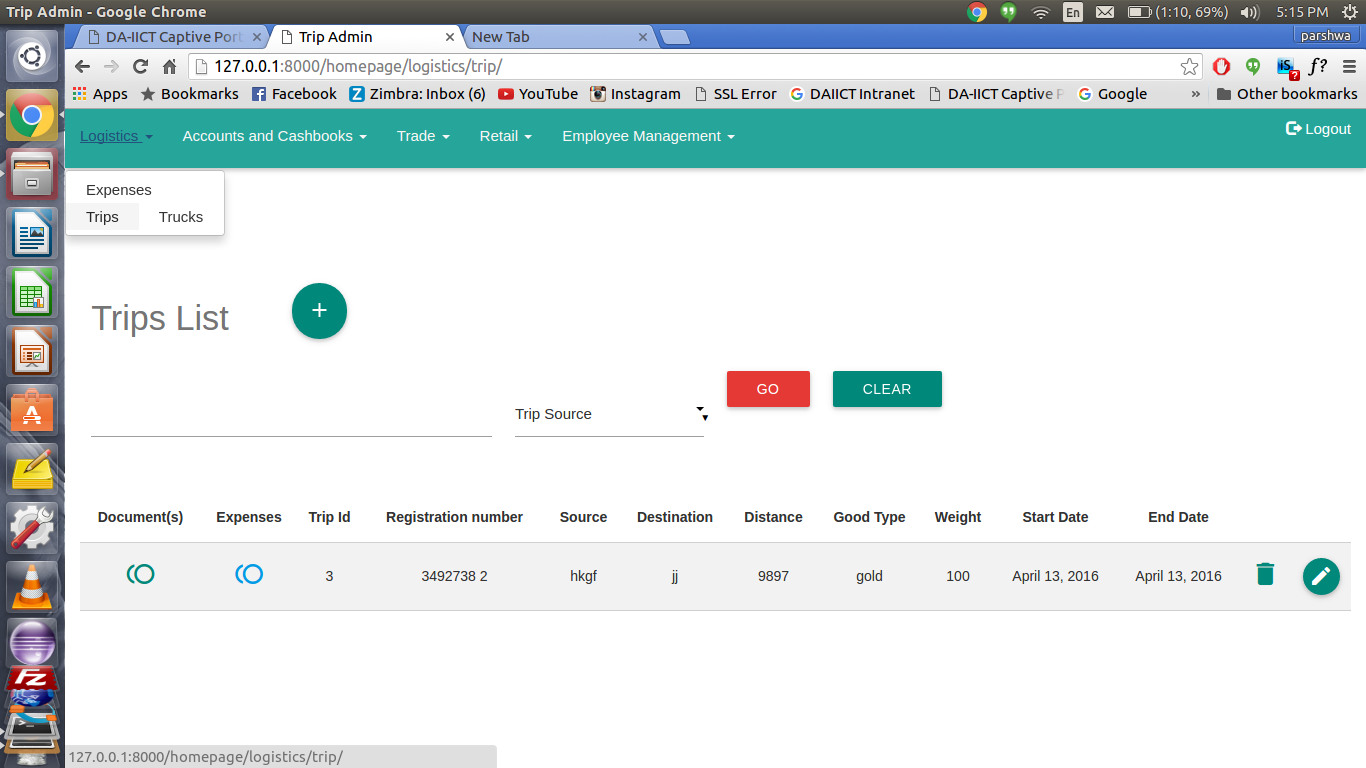 Trip Admin - Google Chrome
En
(1:10, 69%)
5:15 PM
DA-IICT Captive Port
Trip Admin
New Tab
parshwa
127.0.0.1:8000/homepage/logistics/trip/
iS
?
f?
Apps Bookmarks Facebook Zimbra: Inbox (6) YouTube Instagram SSL Error DAIICT Intranet DA-IICT Captive P Google » Other bookmarks
Logistics Accounts and Cashbooks Trade Retail Employee Management Logout
Expenses
Trips Trucks
Trips List +
Trip Source GO CLEAR
Document(s) Expenses Trip Id Registration number Source Destination Distance Good Type Weight Start Date End Date
3 3492738 2 hkgf jj 9897 gold 100 April 13, 2016 April 13, 2016
Fz
127.0.0.1:8000/homepage/logistics/trip/